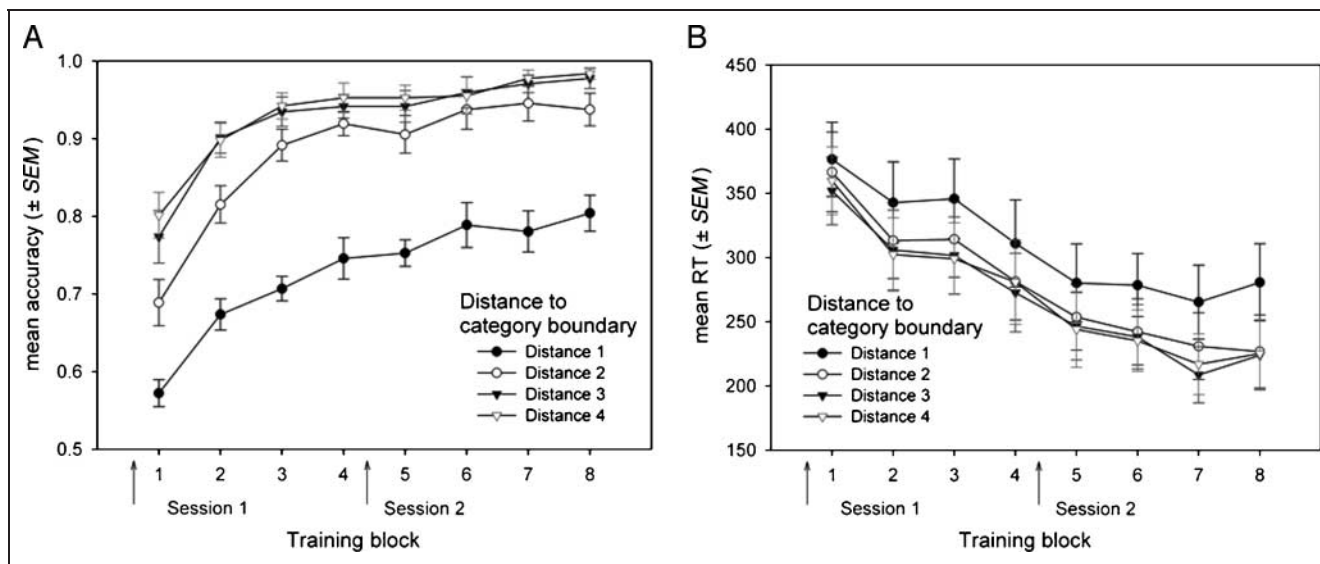 A
mean accuracy (± SEM)
1.0
0.9
0.8
0.7
0.6
0.5
Distance to
category boundary
Distance 1
Distance 2
Distance 3
Distance 4
1 2 3 4 5 6 7 8
Session 1 Session 2
Training block
B
mean RT (± SEM)
450
400
350
300
250
200
150
Distance to
category boundary
Distance 1
Distance 2
Distance 3
Distance 4
1 2 3 4 5 6 7 8
Session 1 Session 2
Training block